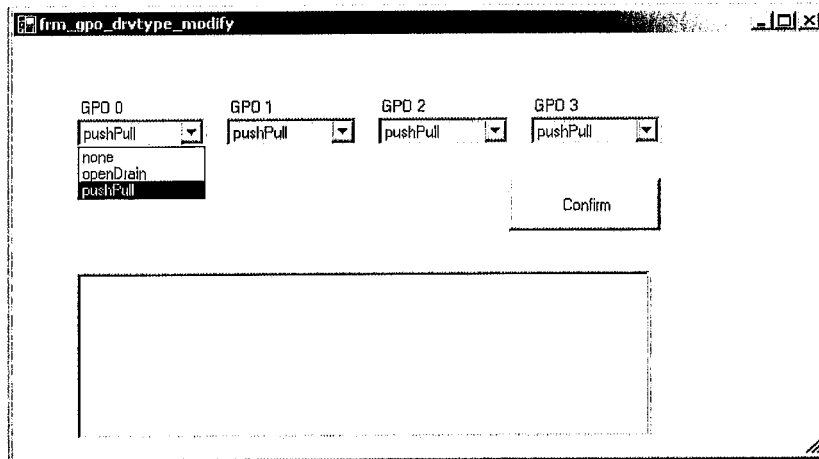 frm_gpo_drvtype_modify
GPO 0 GPO 1 GPO 2 GPO 3
pushPull pushPull pushPull pushPull
none
openDrain
pushPull
Confirm